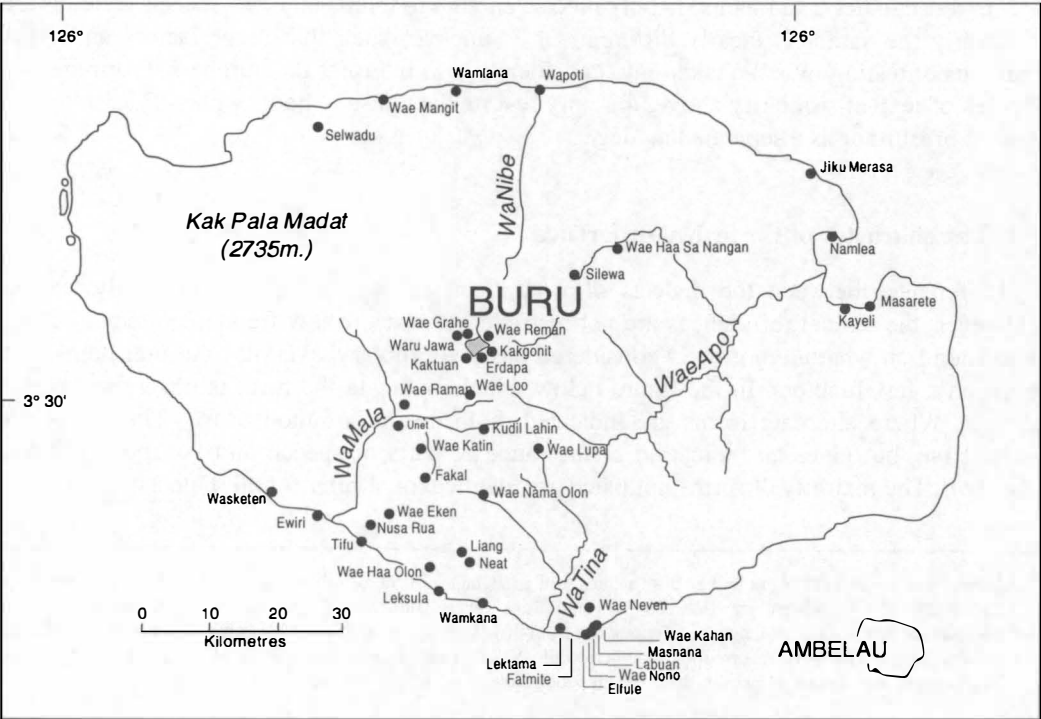 126°
126°
Wamlana
Wapoti
Wae Mangit
Selwadu
WaNibe
Jiku Merasa
Kak Pala Madat
(2735m.)
Namlea
Wae Haa Sa Nangan
Silewa
BURU
Masarete
Kayeli
Wae Grahe
Wae Reman
Waru Jawa
Kakgonit
Kaktuan
Erdapa
WaeApo
Wae Loo
Wae Raman
3° 30'
WaMala
Unet
Kudil Lahin
Wae Katin
Wae Lupa
Fakal
Wasketen
Wae Nama Olon
Ewiri
Wae Eken
Nusa Rua
Tifu
Liang
Neat
Wae Haa Olon
WaTina
Leksula
Wae Neven
Wamkana
0 10 20 30
Kilometres
Wae Kahan
Masnana
Lektama
Labuan
Fatmite
Wae Nono
Elfule
AMBELAU